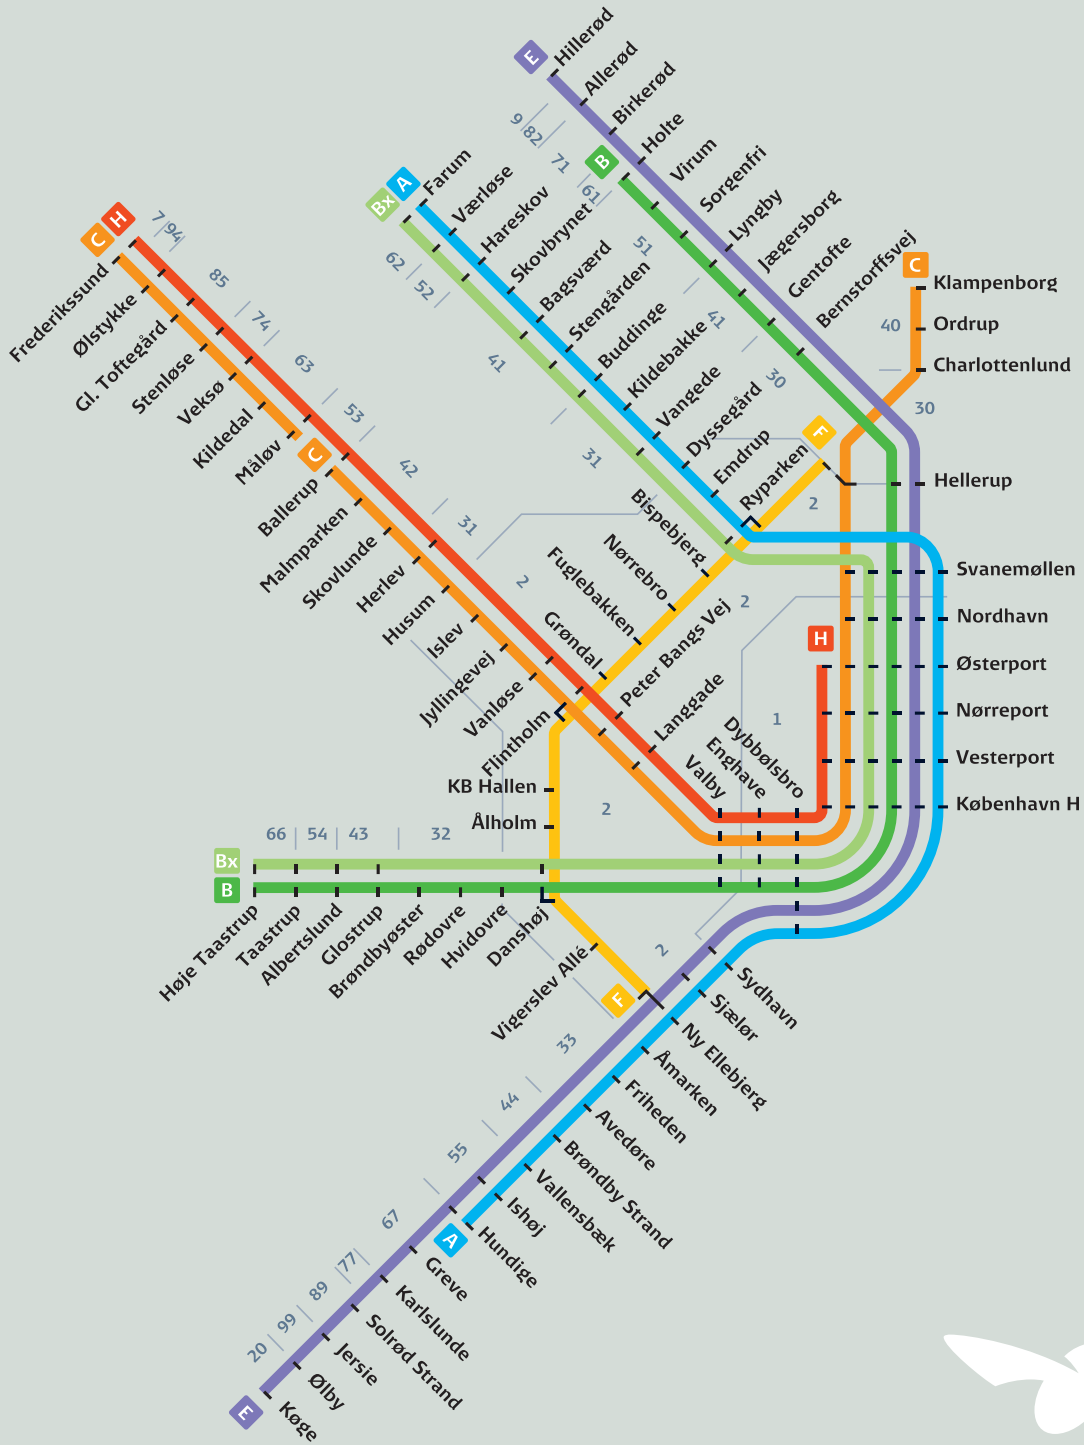 E
Hillerød
Allerød
Birkerød
Holte
Virum
Sorgenfri
Lyngby
Jægersborg
Gentofte
Bernstorffsvej
9
82
71
61
51
41
30
B
C
Klampenborg
Ordrup
Charlottenlund
40
30
Hellerup
Bx
A
Farum
Værløse
Hareskov
Skovbrynet
Bagsværd
Stengården
Buddinge
Kildebakke
Vangede
Dyssegård
Emdrup
Ryparken
62
52
41
31
F
2
C
H
Frederikssund
Ølstykke
Gl. Toftegård
Stenløse
Veksø
Kildedal
Måløv
C
Ballerup
Malmparken
Skovlunde
Herlev
Husum
Islev
Jyllingevej
Vanløse
Flintholm
7
94
85
74
63
53
42
31
2
Bispebjerg
Nørrebro
Fuglebakken
Grøndal
Peter Bangs Vej
Langgade
Valby
Enghave
Dybbølsbro
2
1
H
Svanemøllen
Nordhavn
Østerport
Nørreport
Vesterport
København H
KB Hallen
Ålholm
2
66
54
43
32
Bx
B
Høje Taastrup
Taastrup
Albertslund
Glostrup
Brøndbyøster
Rødovre
Hvidovre
Danshøj
Vigerslev Allé
F
2
33
44
55
67
77
89
99
20
Sydhavn
Sjælør
Ny Ellebjerg
Åmarken
Friheden
Avedøre
Brøndby Strand
Vallensbæk
Ishøj
Hundige
A
Greve
Karlslunde
Solrød Strand
Jersie
Ølby
Køge
E